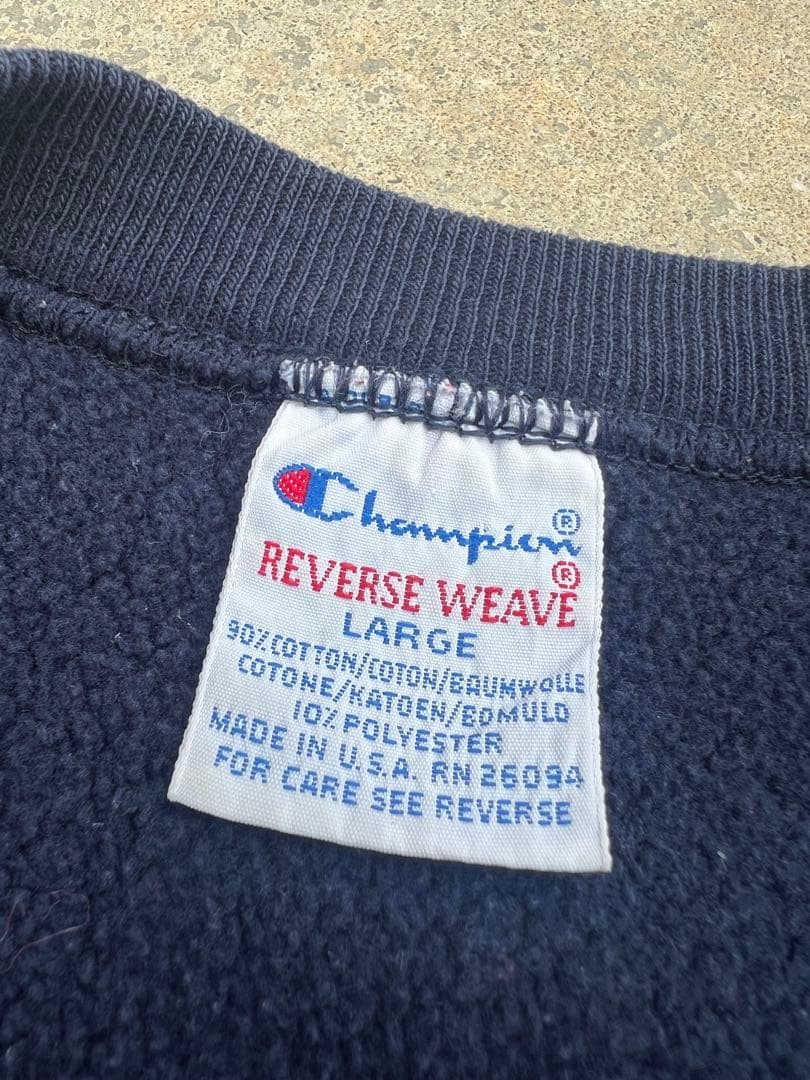 Champion®
REVERSE WEAVE®
LARGE
90% COTTON/COTON/BAUMWOLLE
COTONE/KATOEN/BOMULD
10% POLYESTER
MADE IN U.S.A. RN 26094
FOR CARE SEE REVERSE